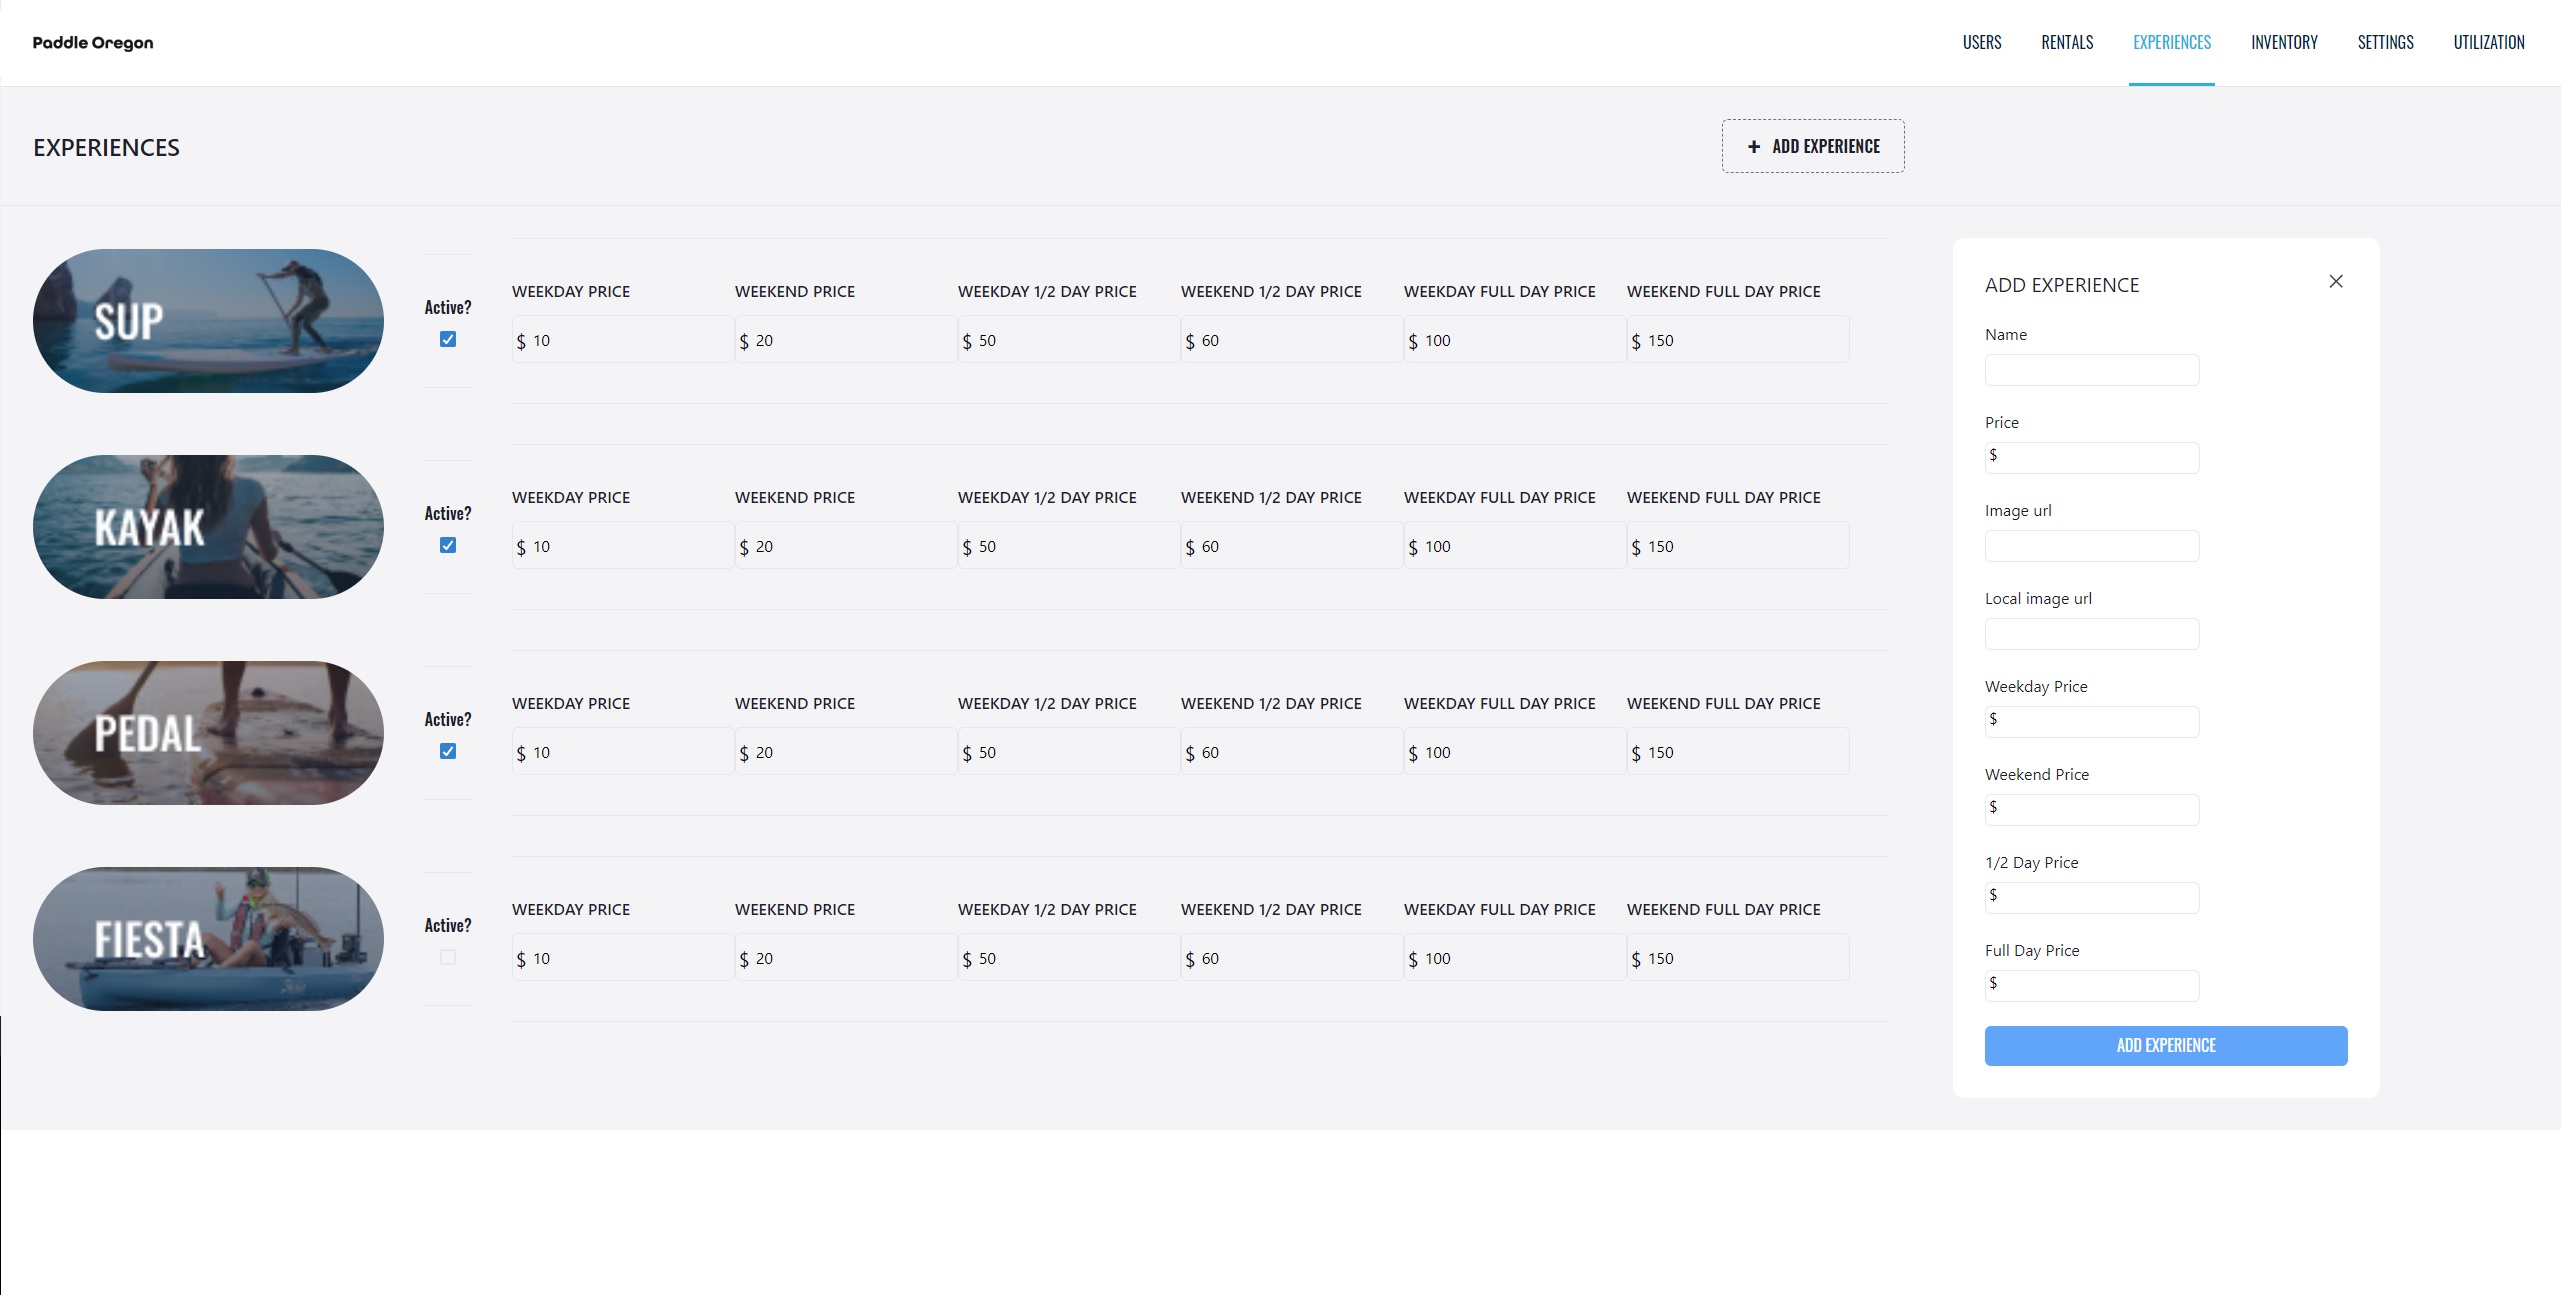 Paddle Oregon
USERS RENTALS EXPERIENCES INVENTORY SETTINGS UTILIZATION
EXPERIENCES
+ ADD EXPERIENCE
SUP
Active?
WEEKDAY PRICE WEEKEND PRICE WEEKDAY 1/2 DAY PRICE WEEKEND 1/2 DAY PRICE WEEKDAY FULL DAY PRICE WEEKEND FULL DAY PRICE
$ 10 $ 20 $ 50 $ 60 $ 100 $ 150
KAYAK
Active?
WEEKDAY PRICE WEEKEND PRICE WEEKDAY 1/2 DAY PRICE WEEKEND 1/2 DAY PRICE WEEKDAY FULL DAY PRICE WEEKEND FULL DAY PRICE
$ 10 $ 20 $ 50 $ 60 $ 100 $ 150
PEDAL
Active?
WEEKDAY PRICE WEEKEND PRICE WEEKDAY 1/2 DAY PRICE WEEKEND 1/2 DAY PRICE WEEKDAY FULL DAY PRICE WEEKEND FULL DAY PRICE
$ 10 $ 20 $ 50 $ 60 $ 100 $ 150
FIESTA
Active?
WEEKDAY PRICE WEEKEND PRICE WEEKDAY 1/2 DAY PRICE WEEKEND 1/2 DAY PRICE WEEKDAY FULL DAY PRICE WEEKEND FULL DAY PRICE
$ 10 $ 20 $ 50 $ 60 $ 100 $ 150
ADD EXPERIENCE
Name
Price
$
Image url
Local image url
Weekday Price
$
Weekend Price
$
1/2 Day Price
$
Full Day Price
$
ADD EXPERIENCE